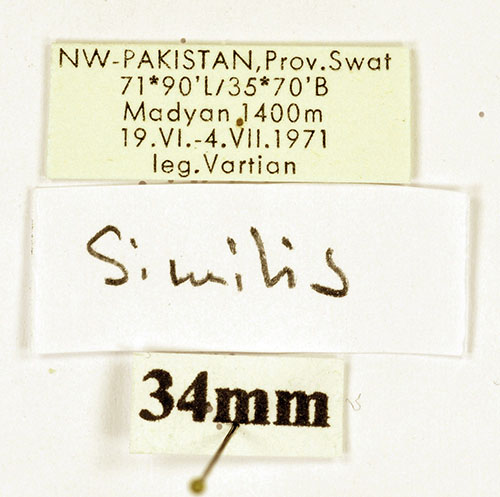 NW-PAKISTAN,Prov.Swat
71*90'L/35*70'B
Madyan 1400m
19.VI.-4.VII.1971
leg.Vartian
Similis
34mm